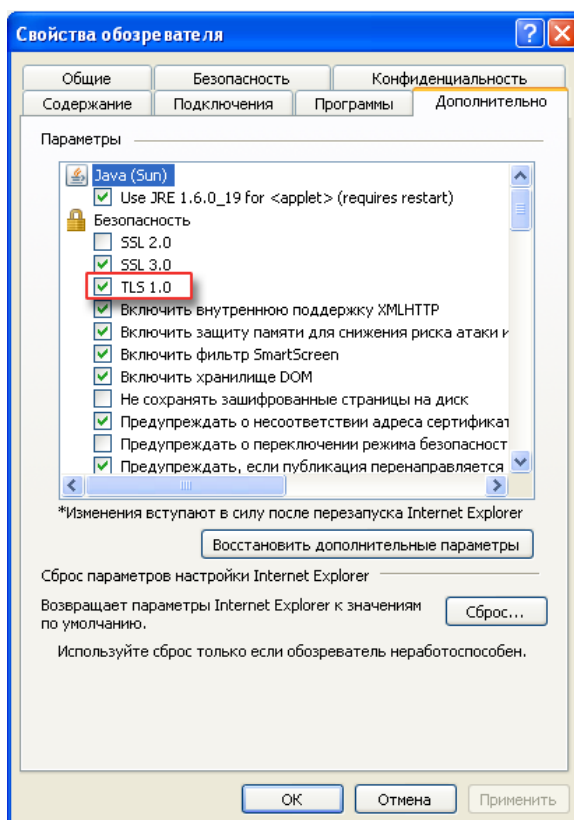 Свойства обозревателя
Общие Безопасность Конфиденциальность
Содержание Подключения Программы Дополнительно
Параметры
Java (Sun)
Use JRE 1.6.0_19 for <applet> (requires restart)
Безопасность
SSL 2.0
SSL 3.0
TLS 1.0
Включить внутреннюю поддержку XMLHTTP
Включить защиту памяти для снижения риска атаки и
Включить фильтр SmartScreen
Включить хранилище DOM
Не сохранять зашифрованные страницы на диск
Предупреждать о несоответствии адреса сертификат
Предупреждать о переключении режима безопасност
Предупреждать, если публикация перенаправляется
*Изменения вступают в силу после перезапуска Internet Explorer
Восстановить дополнительные параметры
Сброс параметров настройки Internet Explorer
Возвращает параметры Internet Explorer к значениям
по умолчанию.
Сброс...
Используйте сброс только если обозреватель неработоспособен.
ОК Отмена Применить